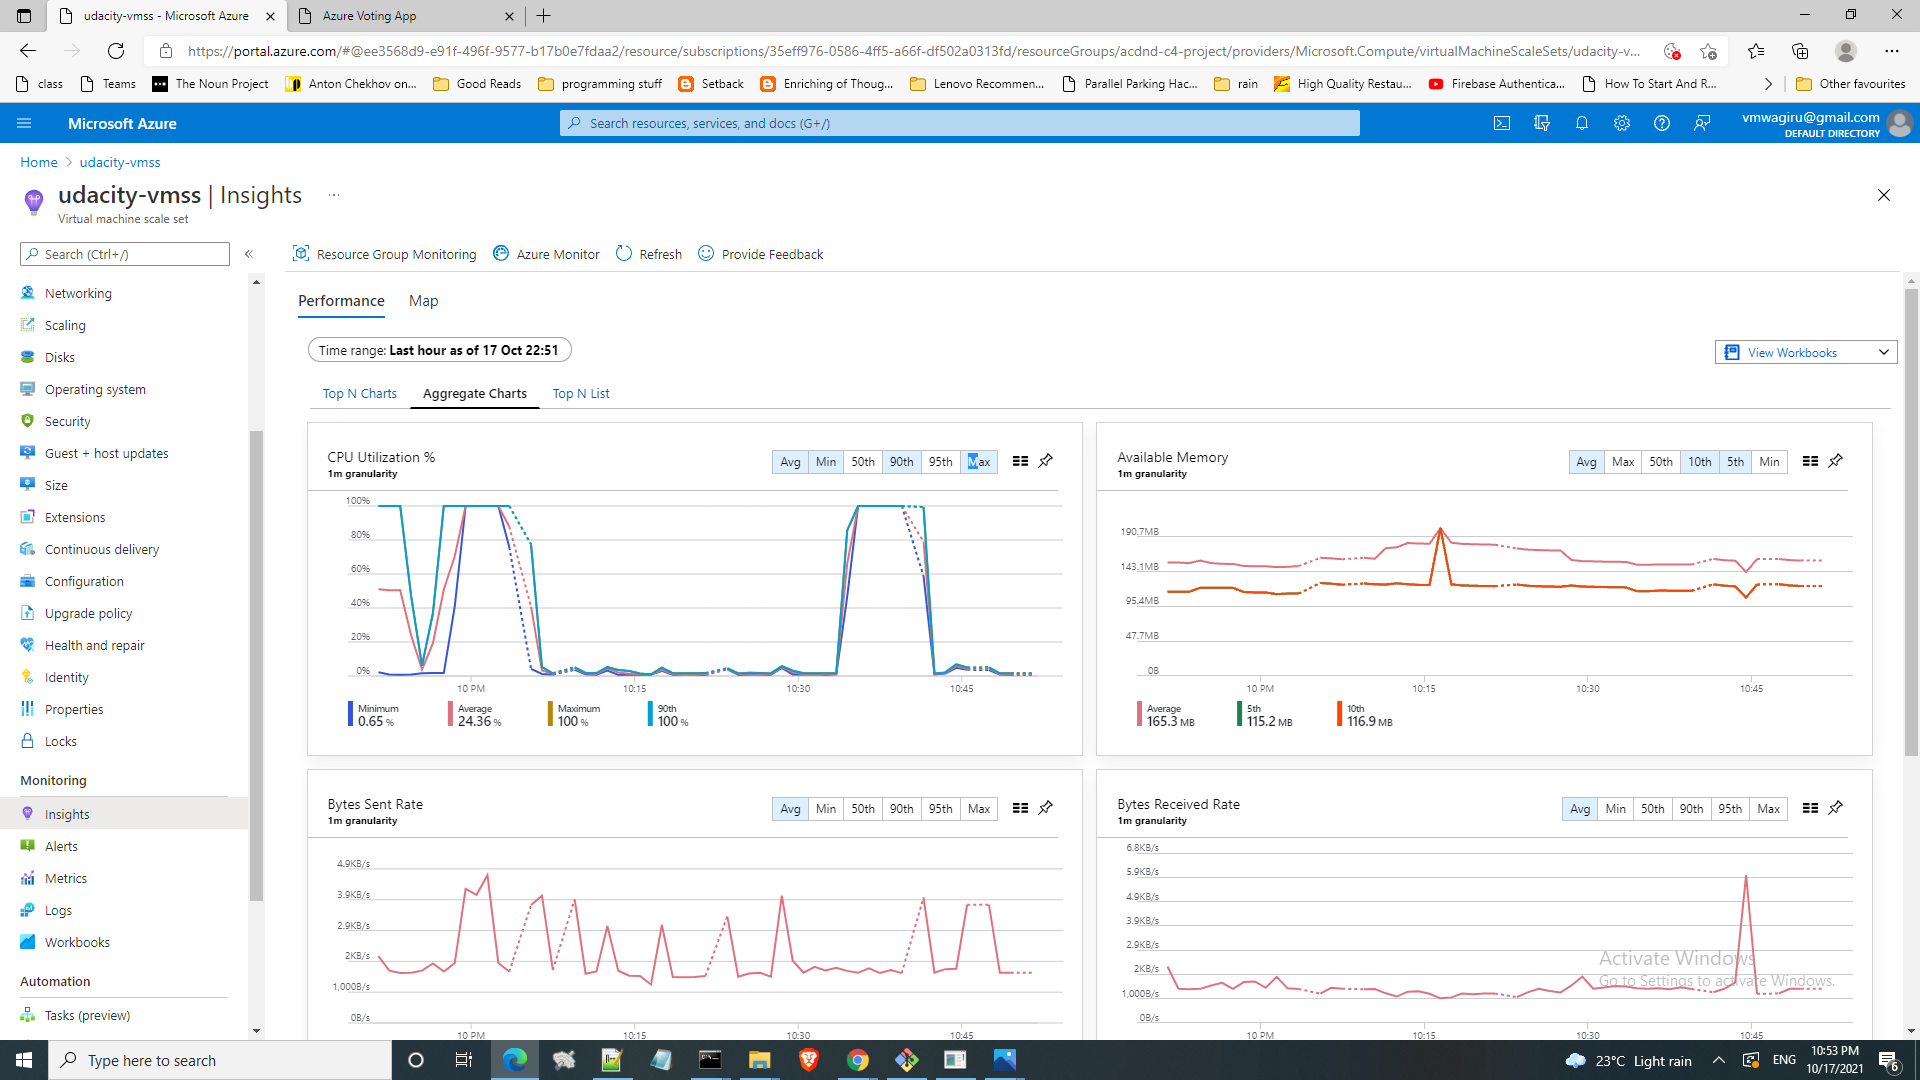 udacity-vmss - Microsoft Azure
Azure Voting App
https://portal.azure.com/#@ee3568d9-e91f-496f-9577-b17b0e7fdaa2/resource/subscriptions/35eff976-0586-4ff5-a66f-df502a0313fd/resourceGroups/acdnd-c4-project/providers/Microsoft.Compute/virtualMachineScaleSets/udacity-v...
class
Teams
The Noun Project
Anton Chekhov on...
Good Reads
programming stuff
Setback
Enriching of Thoug...
Lenovo Recommen...
Parallel Parking Hac...
rain
High Quality Restau...
Firebase Authentica...
How To Start And R...
Other favourites
Microsoft Azure
Search resources, services, and docs (G+/)
vmwagiru@gmail.com
DEFAULT DIRECTORY
Home > udacity-vmss
udacity-vmss | Insights
...
Virtual machine scale set
Search (Ctrl+/)
Resource Group Monitoring
Azure Monitor
Refresh
Provide Feedback
Networking
Scaling
Disks
Operating system
Security
Guest + host updates
Size
Extensions
Continuous delivery
Configuration
Upgrade policy
Health and repair
Identity
Properties
Locks
Monitoring
Insights
Alerts
Metrics
Logs
Workbooks
Automation
Tasks (preview)
Performance
Map
Time range: Last hour as of 17 Oct 22:51
View Workbooks
Top N Charts
Aggregate Charts
Top N List
CPU Utilization %
1m granularity
Avg Min 50th 90th 95th Max
100%
80%
60%
40%
20%
0%
10 PM 10:15 10:30 10:45
Minimum Average Maximum 90th
0.65 % 24.36 % 100 % 100 %
Available Memory
1m granularity
Avg Max 50th 10th 5th Min
190.7MB
143.1MB
95.4MB
47.7MB
0B
10 PM 10:15 10:30 10:45
Average 5th 10th
165.3 MB 115.2 MB 116.9 MB
Bytes Sent Rate
1m granularity
Avg Min 50th 90th 95th Max
4.9KB/s
3.9KB/s
2.9KB/s
2KB/s
1,000B/s
0B/s
10 PM 10:15 10:30 10:45
Bytes Received Rate
1m granularity
Avg Min 50th 90th 95th Max
6.8KB/s
5.9KB/s
4.9KB/s
3.9KB/s
2.9KB/s
2KB/s
1,000B/s
0B/s
10 PM 10:15 10:30 10:45
Activate Windows
Go to Settings to activate Windows.
Type here to search
23°C Light rain
ENG
10:53 PM
10/17/2021
6